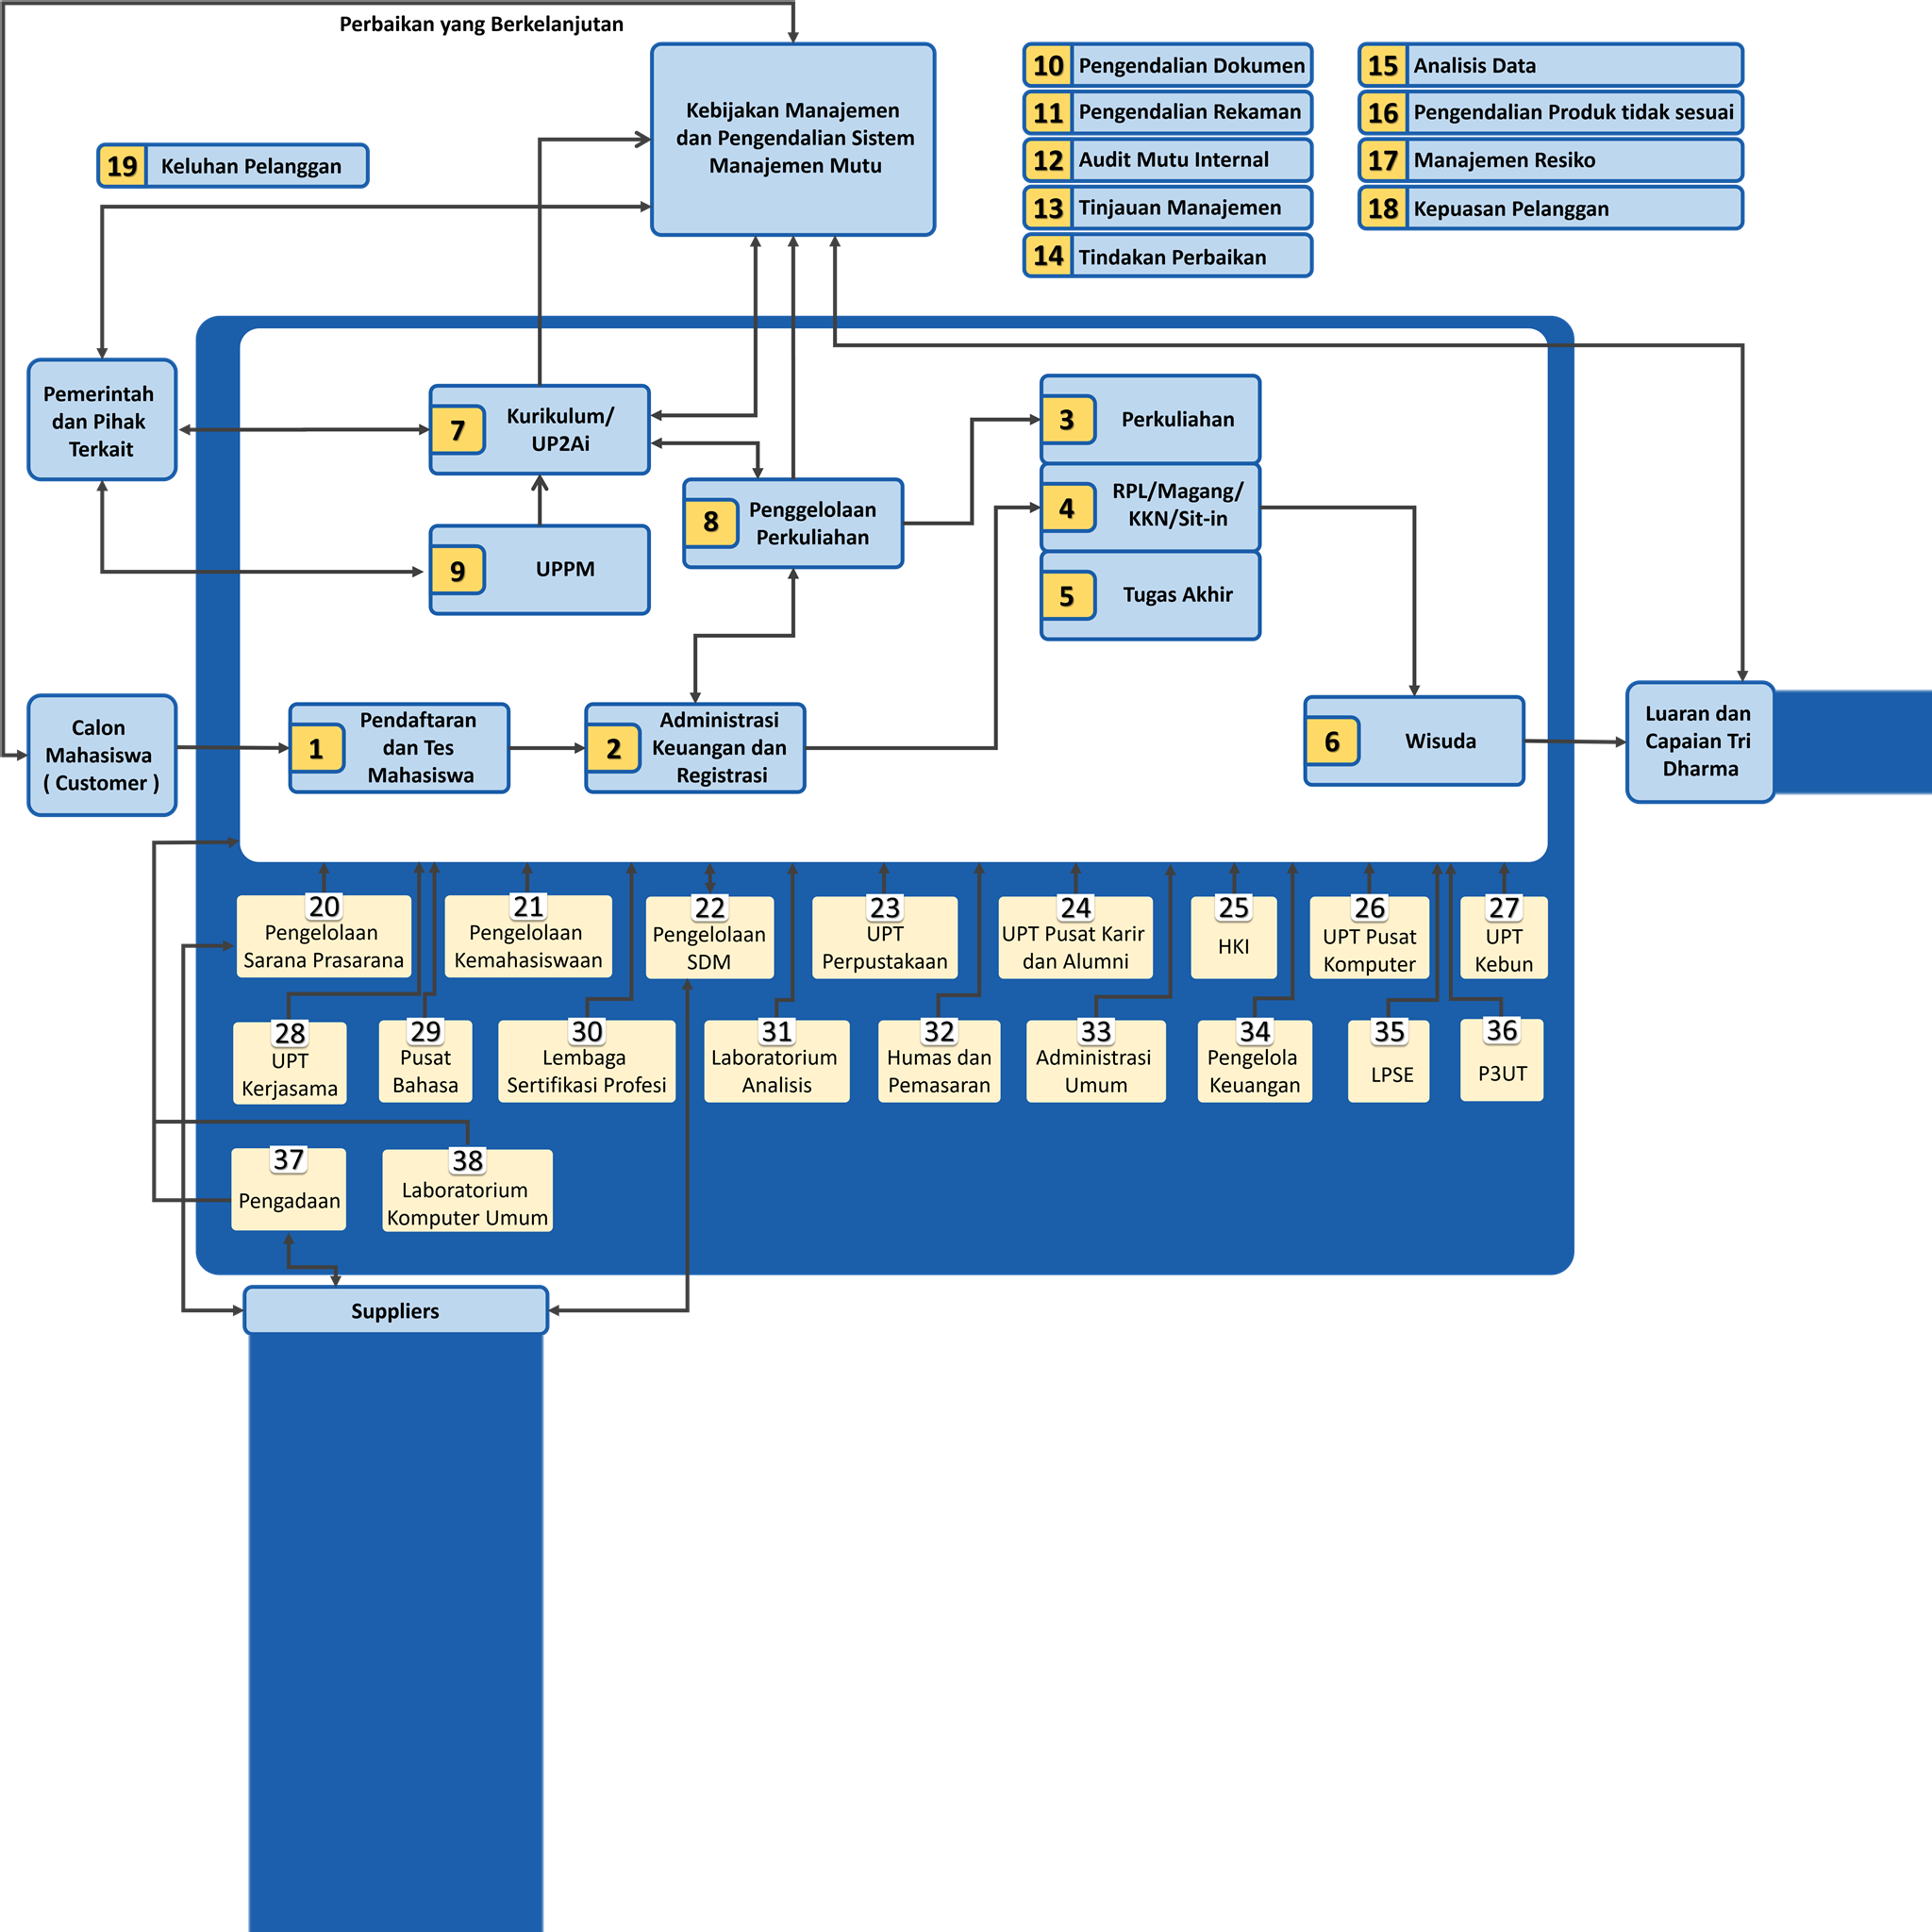 Perbaikan yang Berkelanjutan
Kebijakan Manajemen
dan Pengendalian Sistem
Manajemen Mutu
10 Pengendalian Dokumen
11 Pengendalian Rekaman
12 Audit Mutu Internal
13 Tinjauan Manajemen
14 Tindakan Perbaikan
15 Analisis Data
16 Pengendalian Produk tidak sesuai
17 Manajemen Resiko
18 Kepuasan Pelanggan
19 Keluhan Pelanggan
Pemerintah
dan Pihak
Terkait
7
Kurikulum/
UP2Ai
9
UPPM
8
Penggelolaan
Perkuliahan
3
Perkuliahan
4
RPL/Magang/
KKN/Sit-in
5
Tugas Akhir
Calon
Mahasiswa
( Customer )
1
Pendaftaran
dan Tes
Mahasiswa
2
Administrasi
Keuangan dan
Registrasi
6
Wisuda
Luaran dan
Capaian Tri
Dharma
20
Pengelolaan
Sarana Prasarana
21
Pengelolaan
Kemahasiswaan
22
Pengelolaan
SDM
23
UPT
Perpustakaan
24
UPT Pusat Karir
dan Alumni
25
HKI
26
UPT Pusat
Komputer
27
UPT
Kebun
28
UPT
Kerjasama
29
Pusat
Bahasa
30
Lembaga
Sertifikasi Profesi
31
Laboratorium
Analisis
32
Humas dan
Pemasaran
33
Administrasi
Umum
34
Pengelola
Keuangan
35
LPSE
36
P3UT
37
Pengadaan
38
Laboratorium
Komputer Umum
Suppliers